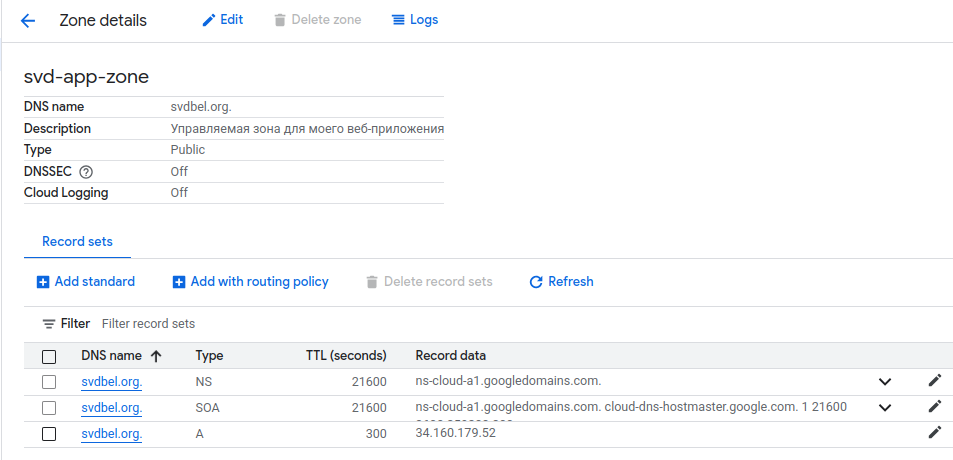 Zone details Edit Delete zone Logs
svd-app-zone
DNS name svdbel.org.
Description Управляемая зона для моего веб-приложения
Type Public
DNSSEC Off
Cloud Logging Off
Record sets
Add standard Add with routing policy Delete record sets Refresh
Filter Filter record sets
DNS name Type TTL (seconds) Record data
svdbel.org. NS 21600 ns-cloud-a1.googledomains.com.
svdbel.org. SOA 21600 ns-cloud-a1.googledomains.com. cloud-dns-hostmaster.google.com. 1 21600
svdbel.org. A 300 34.160.179.52